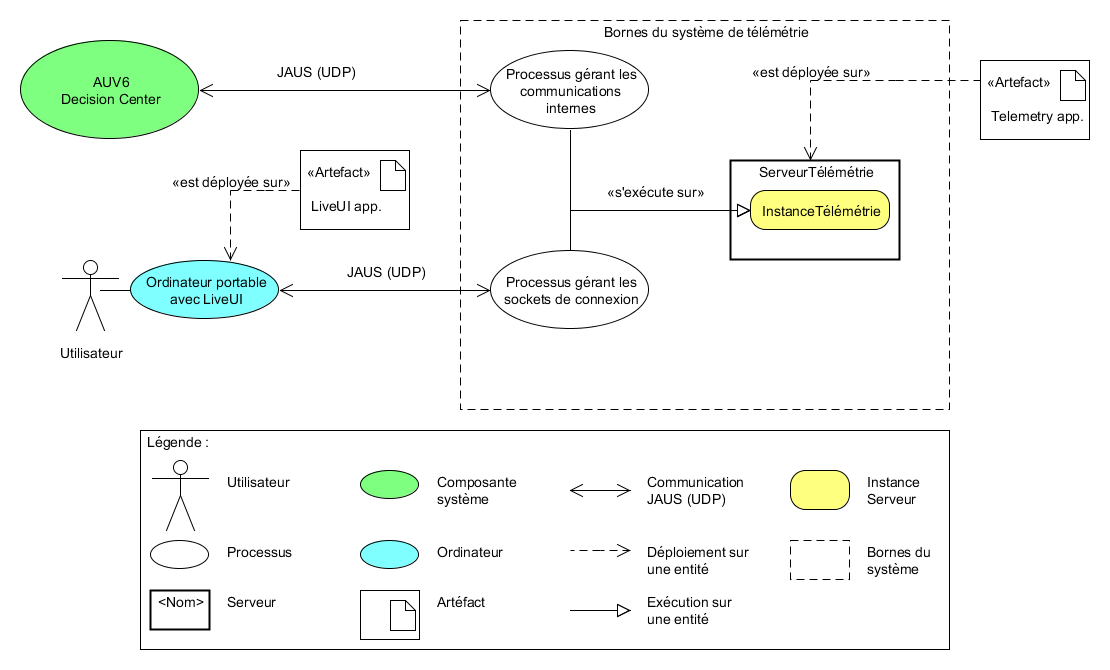 Bornes du système de télémétrie
AUV6
Decision Center
JAUS (UDP)
Processus gérant les
communications
internes
«est déployée sur»
«Artefact»
Telemetry app.
«est déployée sur»
«Artefact»
LiveUI app.
ServeurTélémétrie
InstanceTélémétrie
«s'exécute sur»
Ordinateur portable
avec LiveUI
JAUS (UDP)
Processus gérant les
sockets de connexion
Utilisateur
Légende :
Utilisateur
Composante
système
Communication
JAUS (UDP)
Instance
Serveur
Processus
Ordinateur
Déploiement sur
une entité
Bornes du
système
<Nom>
Serveur
Artéfact
Exécution sur
une entité